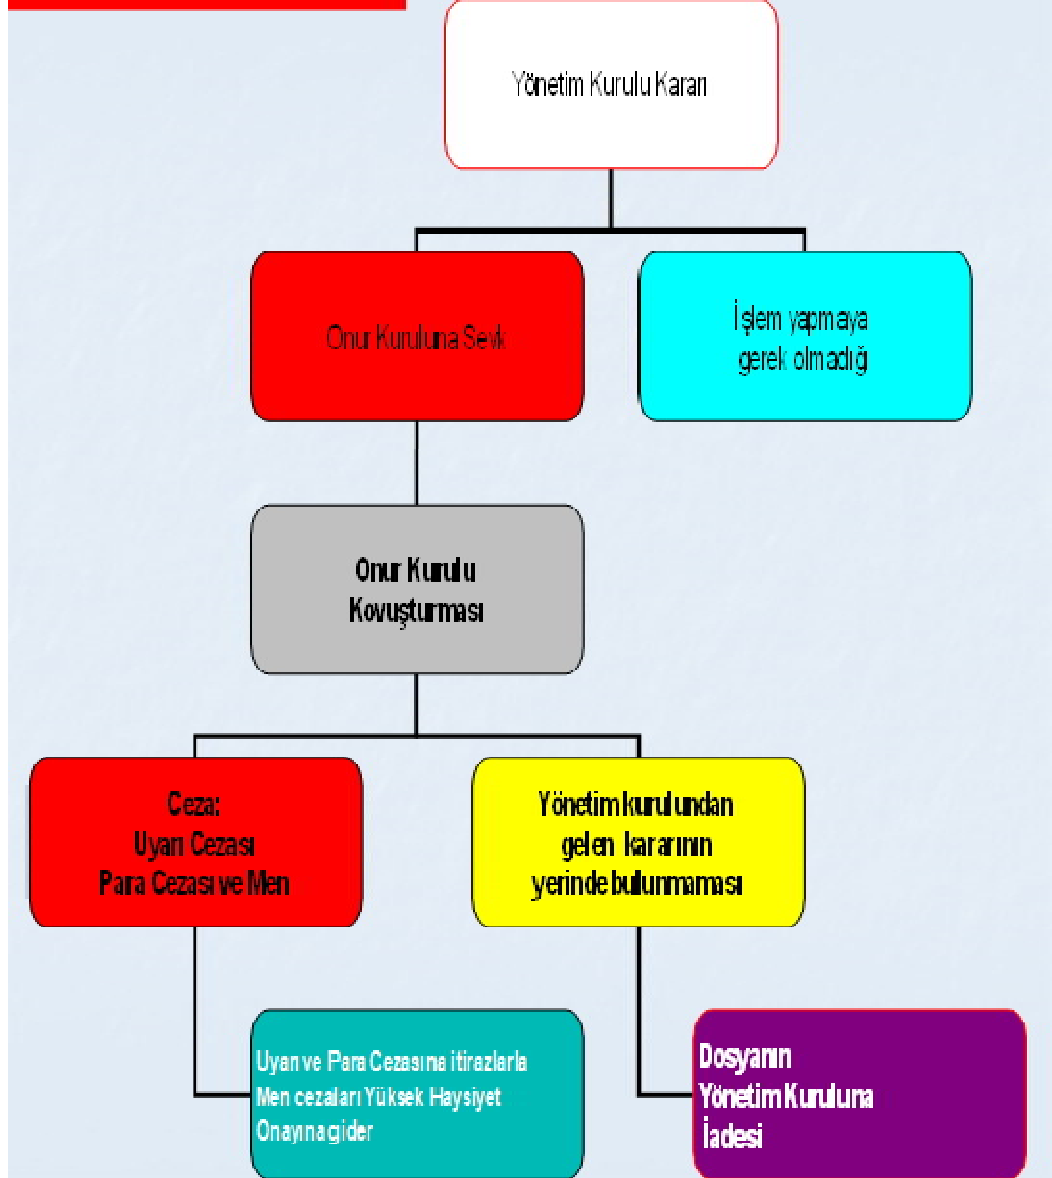 Yönetim Kurulu Kararı
Onur Kuruluna Sevk
İşlem yapmaya
gerek olmadığı
Onur Kurulu
Kovuşturması
Ceza:
Uyarı Cezası
Para Cezası ve Men
Yönetim kurulundan
gelen kararının
yerinde bulunmaması
Uyarı ve Para Cezasına itirazlarla
Men cezaları Yüksek Haysiyet
Onayına gider
Dosyanın
Yönetim Kuruluna
İadesi